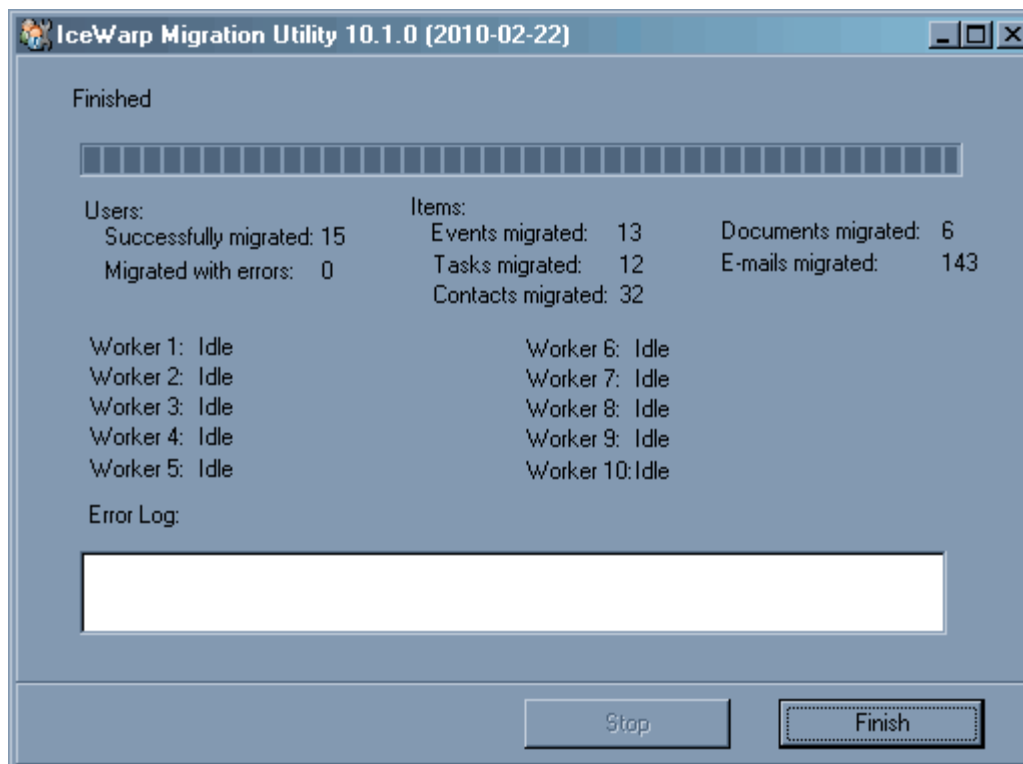 IceWarp Migration Utility 10.1.0 (2010-02-22)
Finished
Users:
Successfully migrated: 15
Migrated with errors: 0
Items:
Events migrated: 13
Tasks migrated: 12
Contacts migrated: 32
Documents migrated: 6
E-mails migrated: 143
Worker 1: Idle
Worker 2: Idle
Worker 3: Idle
Worker 4: Idle
Worker 5: Idle
Worker 6: Idle
Worker 7: Idle
Worker 8: Idle
Worker 9: Idle
Worker 10: Idle
Error Log:
Stop
Finish